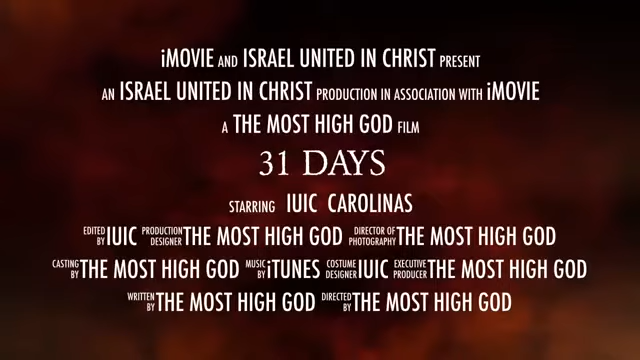 iMOVIE AND ISRAEL UNITED IN CHRIST PRESENT
AN ISRAEL UNITED IN CHRIST PRODUCTION IN ASSOCIATION WITH iMOVIE
A THE MOST HIGH GOD FILM
31 DAYS
STARRING IUIC CAROLINAS
EDITED BY IUIC PRODUCTION DESIGNER THE MOST HIGH GOD DIRECTOR OF PHOTOGRAPHY THE MOST HIGH GOD
CASTING BY THE MOST HIGH GOD MUSIC BY iTUNES COSTUME DESIGNER IUIC EXECUTIVE PRODUCER THE MOST HIGH GOD
WRITTEN BY THE MOST HIGH GOD DIRECTED BY THE MOST HIGH GOD